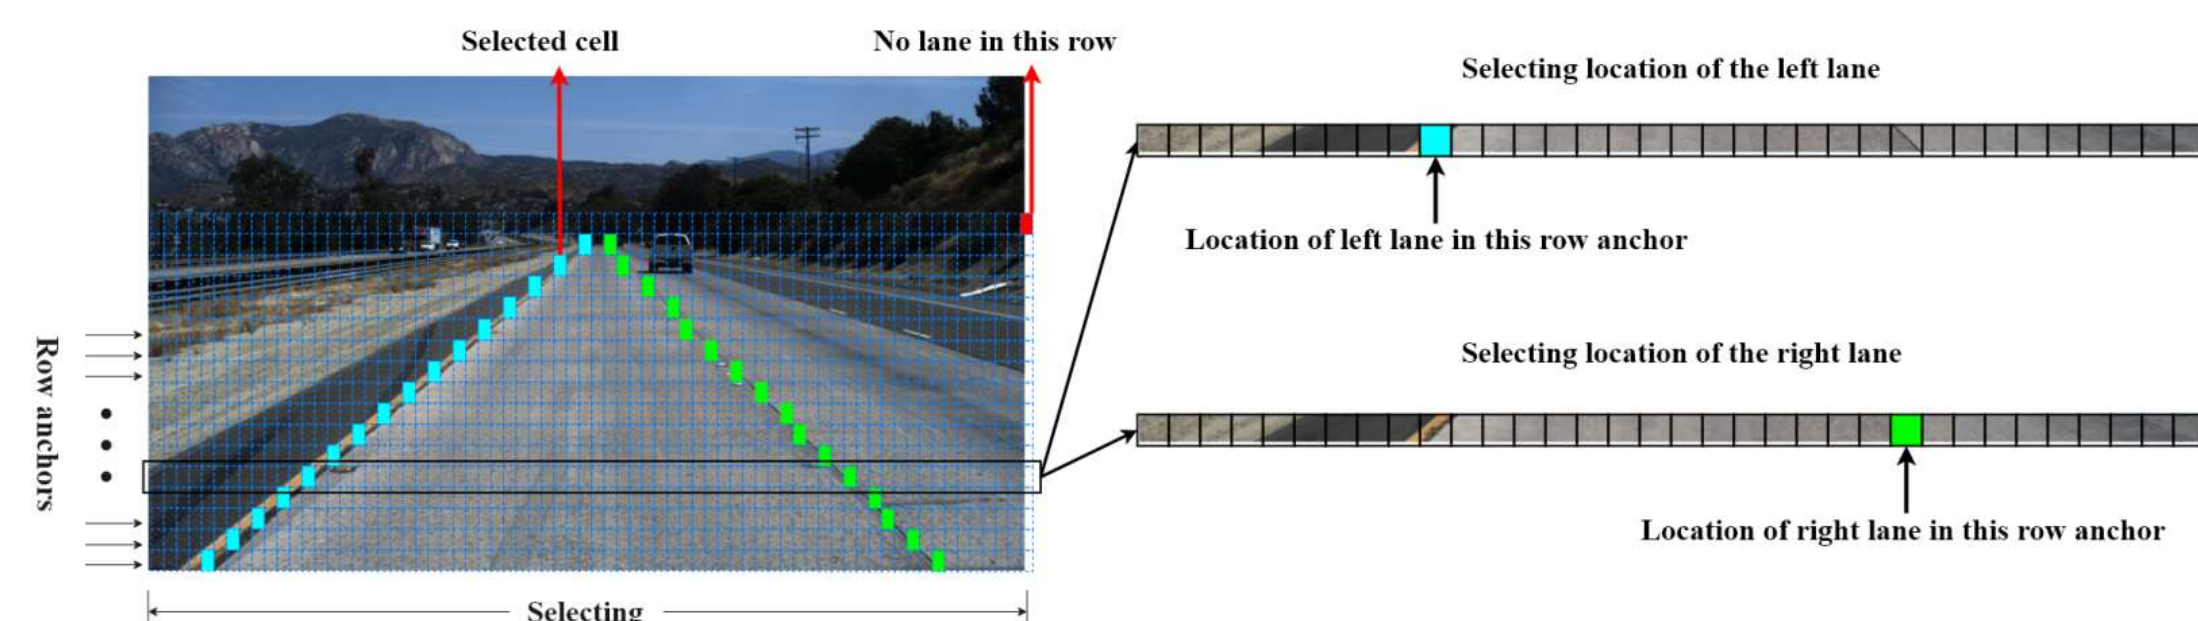 Selected cell
No lane in this row
Selecting location of the left lane
Location of left lane in this row anchor
Row anchors
Selecting location of the right lane
Location of right lane in this row anchor
Selecting